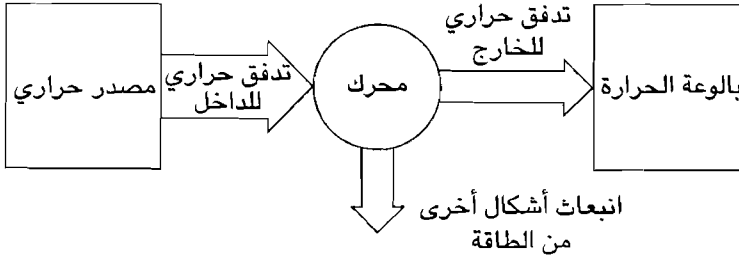 مصدر حراري
تدفق حراري
للداخل
محرك
تدفق حراري
للخارج
بالوعة الحرارة
انبعاث أشكال أخرى
من الطاقة